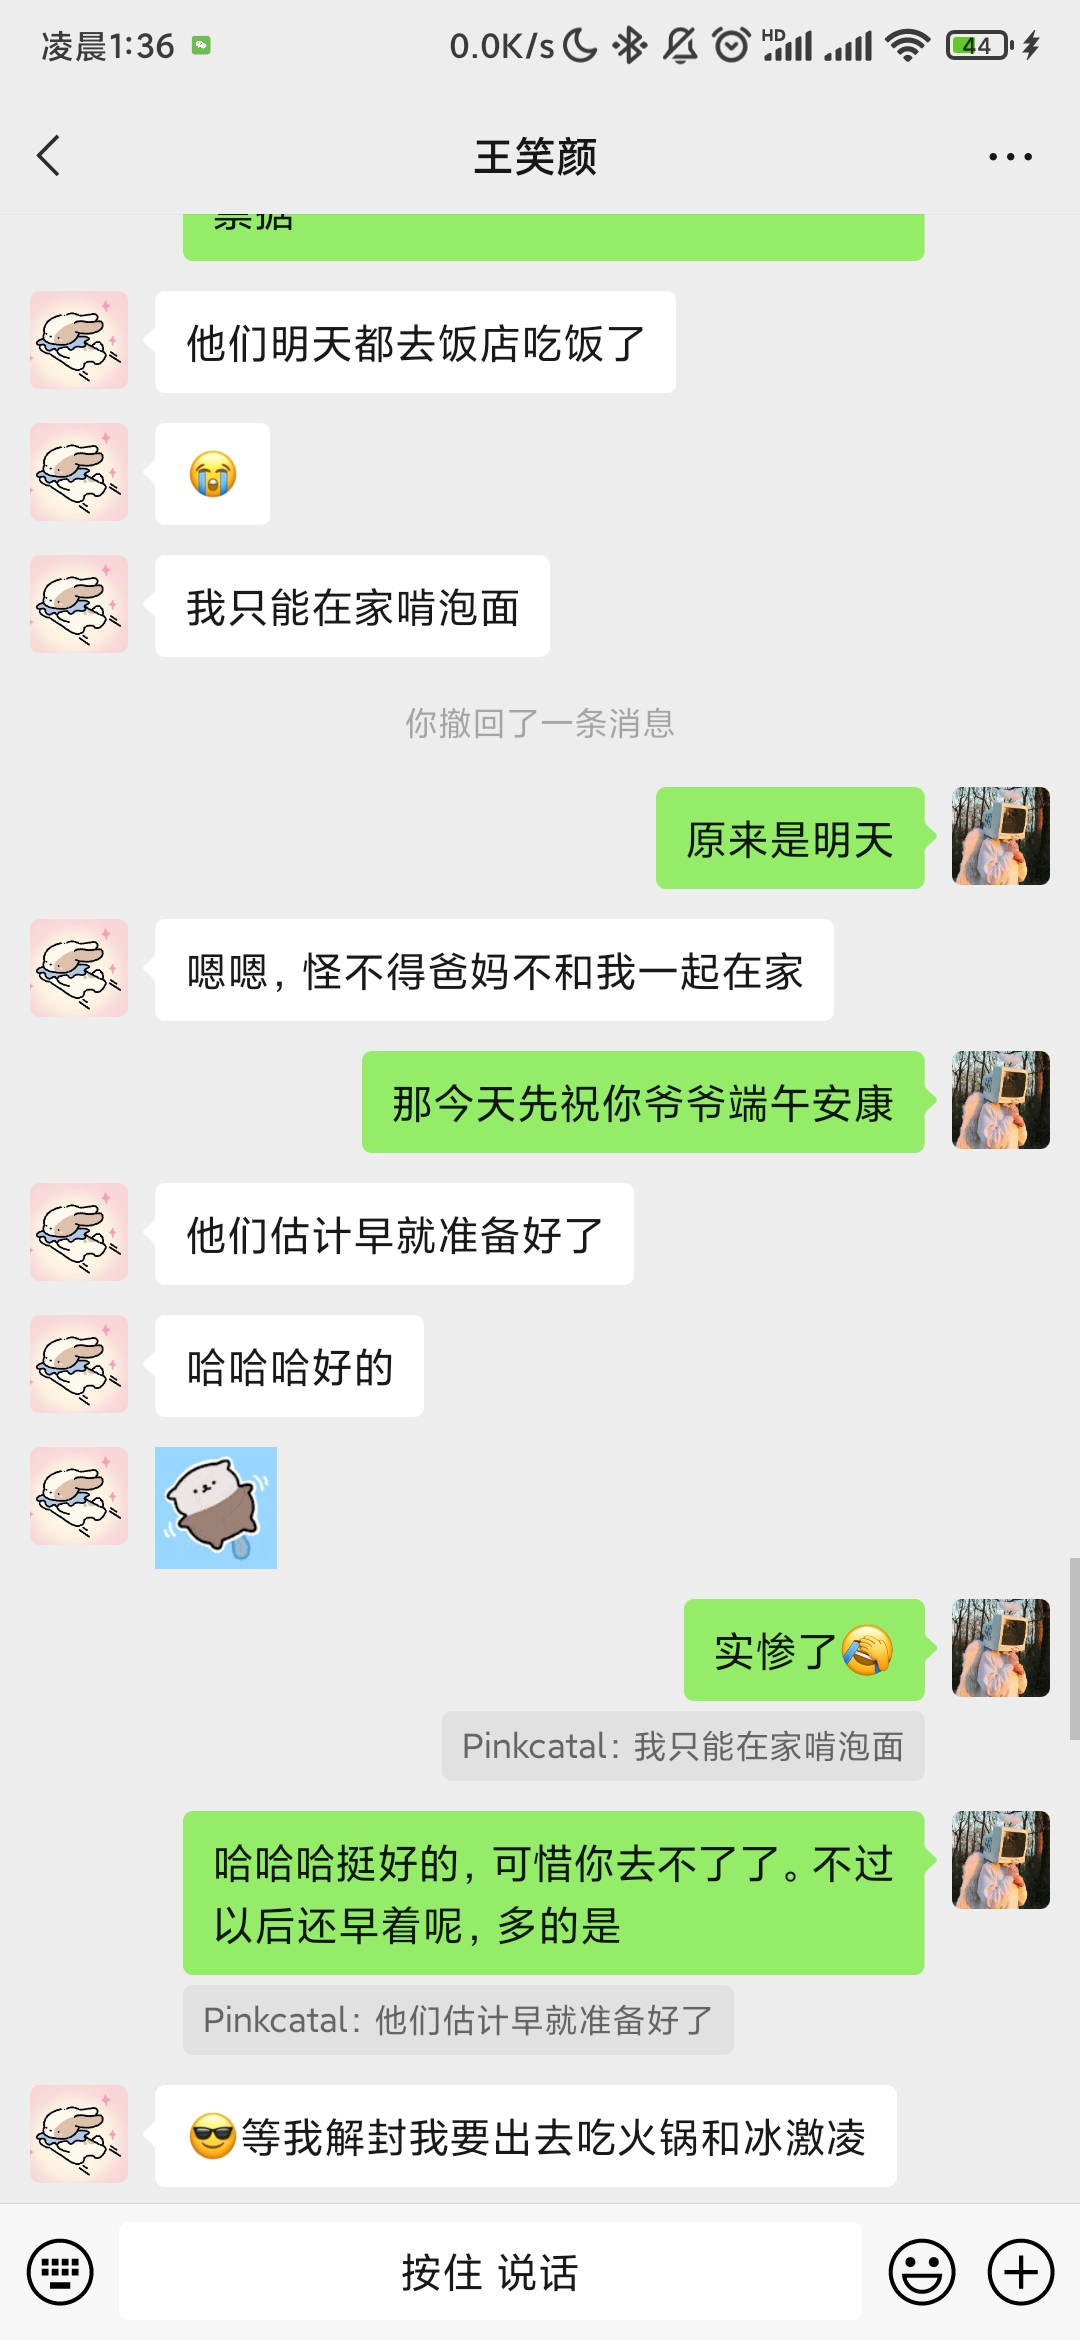 凌晨1:36
0.0K/s
HD
44
王笑颜
票据
他们明天都去饭店吃饭了
😭
我只能在家啃泡面
你撤回了一条消息
原来是明天
嗯嗯，怪不得爸妈不和我一起在家
那今天先祝你爷爷端午安康
他们估计早就准备好了
哈哈哈好的
实惨了🤦
Pinkcatal：我只能在家啃泡面
哈哈哈挺好的，可惜你去不了了。不过
以后还早着呢，多的是
Pinkcatal：他们估计早就准备好了
😎等我解封我要出去吃火锅和冰激凌
按住 说话